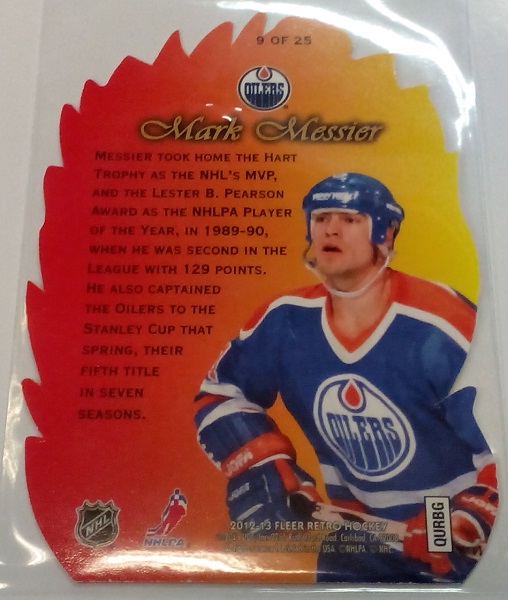 9 OF 25
OILERS
Mark Messier
MESSIER TOOK HOME THE HART
TROPHY AS THE NHL'S MVP,
AND THE LESTER B. PEARSON
AWARD AS THE NHLPA PLAYER
OF THE YEAR, IN 1989-90,
WHEN HE WAS SECOND IN THE
LEAGUE WITH 129 POINTS.
HE ALSO CAPTAINED
THE OILERS TO THE
STANLEY CUP THAT
SPRING, THEIR
FIFTH TITLE
IN SEVEN
SEASONS.
OILERS
JOFA
NHL
NHLPA
2012-13 FLEER RETRO HOCKEY
Carlsbad, CA
USA. ©NHLPA. © NHL.
QURBG